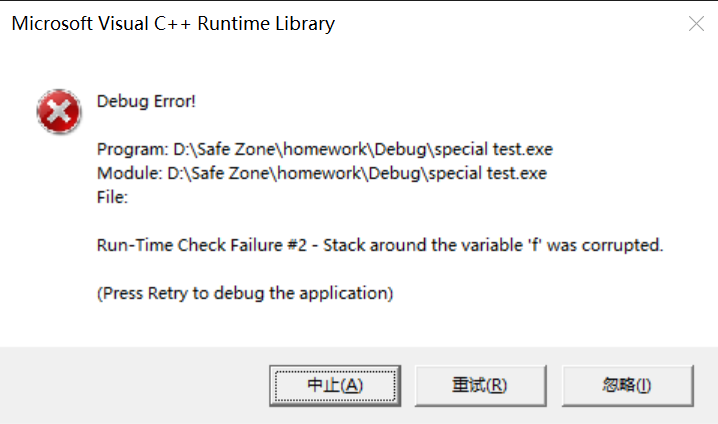 Microsoft Visual C++ Runtime Library
Debug Error!
Program: D:\Safe Zone\homework\Debug\special test.exe
Module: D:\Safe Zone\homework\Debug\special test.exe
File:
Run-Time Check Failure #2 - Stack around the variable 'f' was corrupted.
(Press Retry to debug the application)
中止(A) 重试(R) 忽略(I)